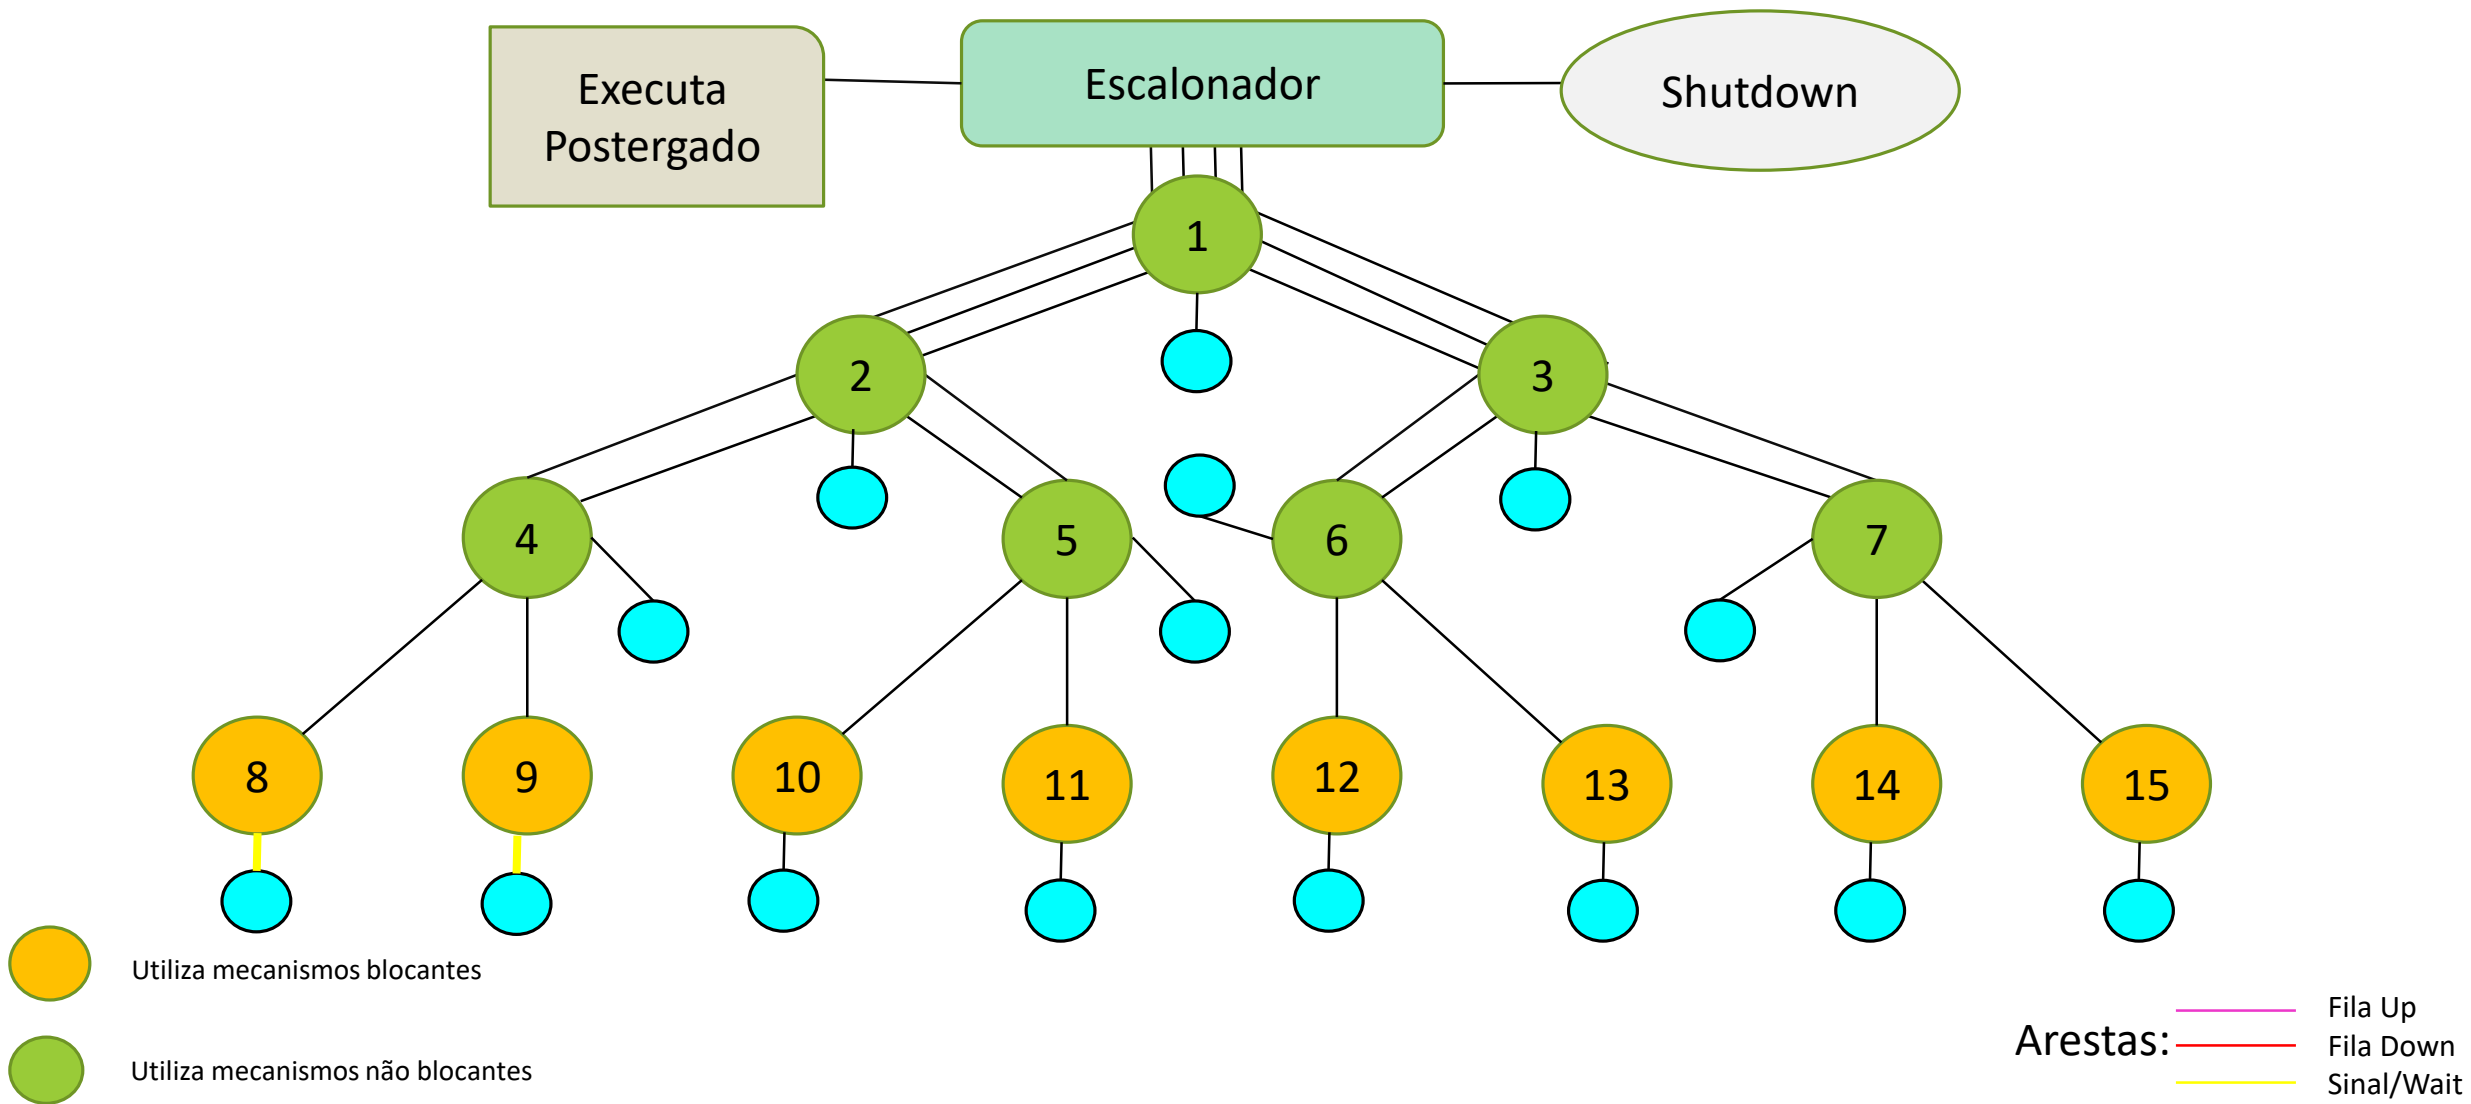 Executa
Postergado
Escalonador
Shutdown
1
2
3
4
5
6
7
8
9
10
11
12
13
14
15
Utiliza mecanismos blocantes
Utiliza mecanismos não blocantes
Arestas:
Fila Up
Fila Down
Sinal/Wait